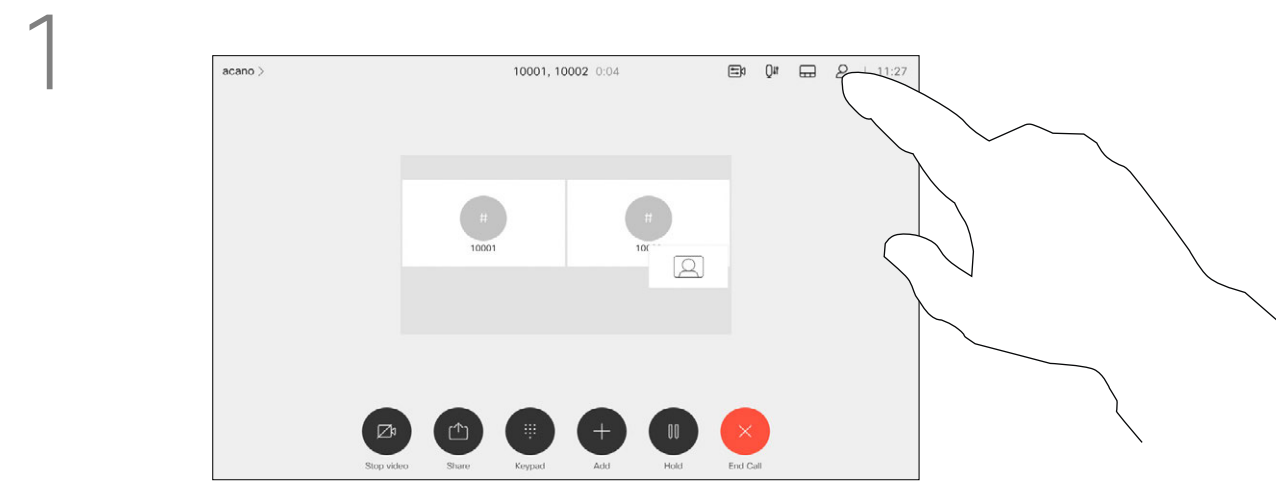 1
acano >
10001, 10002 0:04
11:27
#
#
10001
Stop video
Share
Keypad
Add
Hold
End Call